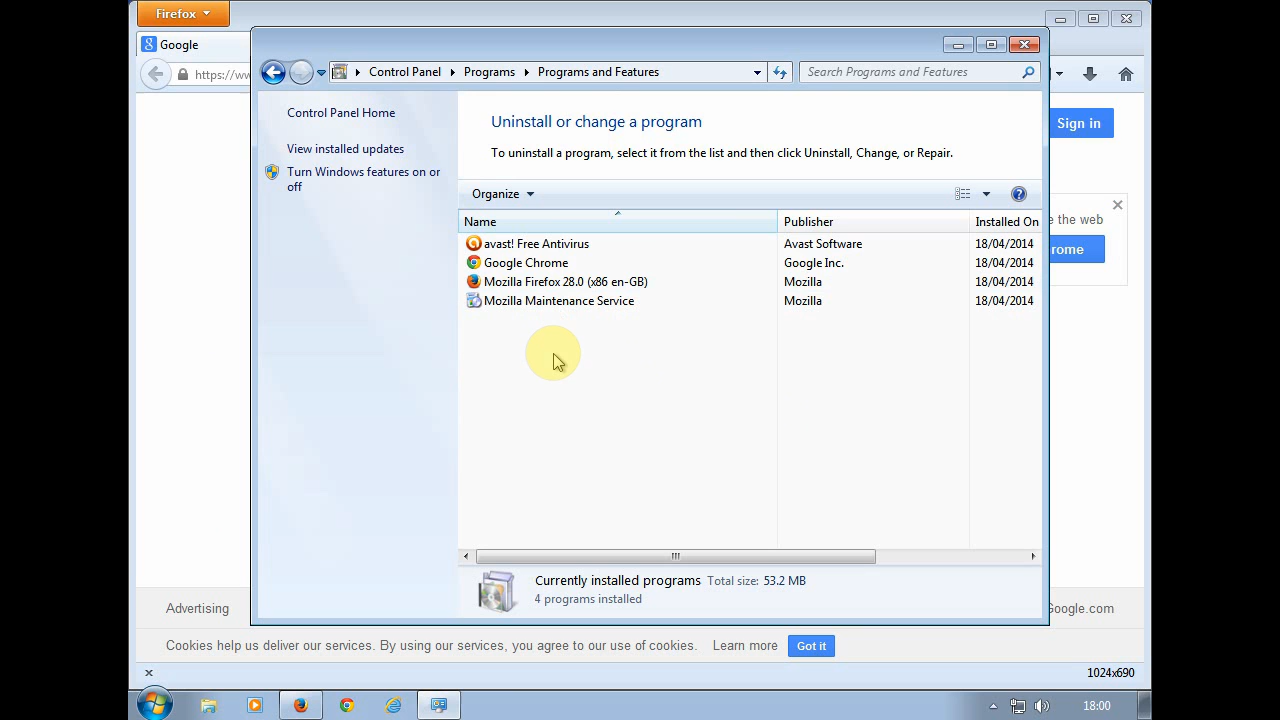 Firefox
Google
https://ww
Control Panel
Programs
Programs and Features
Search Programs and Features
Control Panel Home
View installed updates
Turn Windows features on or
off
Uninstall or change a program
To uninstall a program, select it from the list and then click Uninstall, Change, or Repair.
Organize
Name
Publisher
Installed On
avast! Free Antivirus
Avast Software
18/04/2014
Google Chrome
Google Inc.
18/04/2014
Mozilla Firefox 28.0 (x86 en-GB)
Mozilla
18/04/2014
Mozilla Maintenance Service
Mozilla
18/04/2014
Currently installed programs Total size: 53.2 MB
4 programs installed
Sign in
e the web
rome
Advertising
Google.com
Cookies help us deliver our services. By using our services, you agree to our use of cookies. Learn more Got it
1024x690
18:00